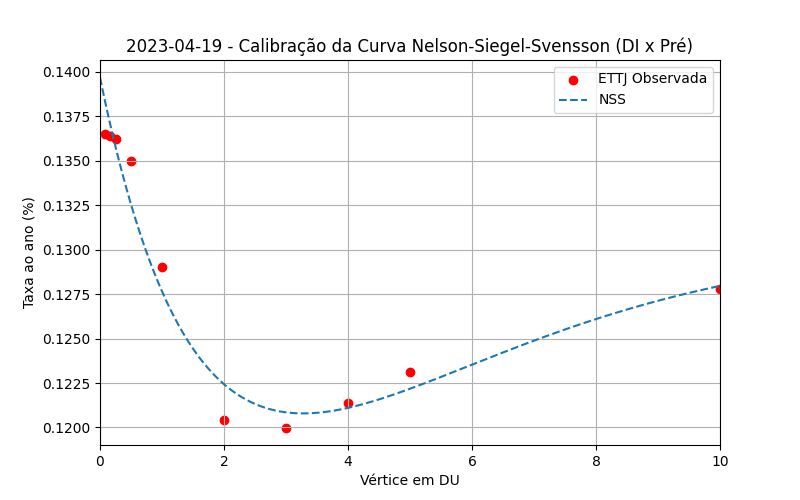 2023-04-19 - Calibração da Curva Nelson-Siegel-Svensson (DI x Pré)
ETTJ Observada
NSS
Taxa ao ano (%)
0.1400
0.1375
0.1350
0.1325
0.1300
0.1275
0.1250
0.1225
0.1200
0 2 4 6 8 10
Vértice em DU